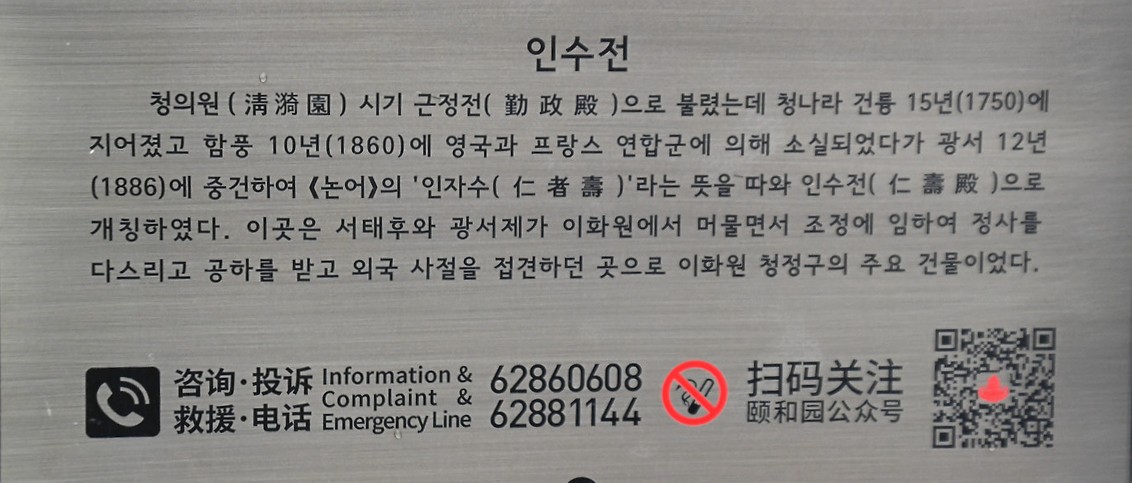 인수전
청의원 ( 清漪園 ) 시기 근정전( 勤政殿 )으로 불렸는데 청나라 건륭 15년(1750)에
지어졌고 함풍 10년(1860)에 영국과 프랑스 연합군에 의해 소실되었다가 광서 12년
(1886)에 중건하여 《논어》의 '인자수( 仁者壽 )'라는 뜻을 따와 인수전( 仁壽殿 )으로
개칭하였다. 이곳은 서태후와 광서제가 이화원에서 머물면서 조정에 임하여 정사를
다스리고 공하를 받고 외국 사절을 접견하던 곳으로 이화원 청정구의 주요 건물이었다.
咨询·投诉 Information & 62860608
Complaint &
救援·电话 Emergency Line 62881144
扫码关注
颐和园公众号